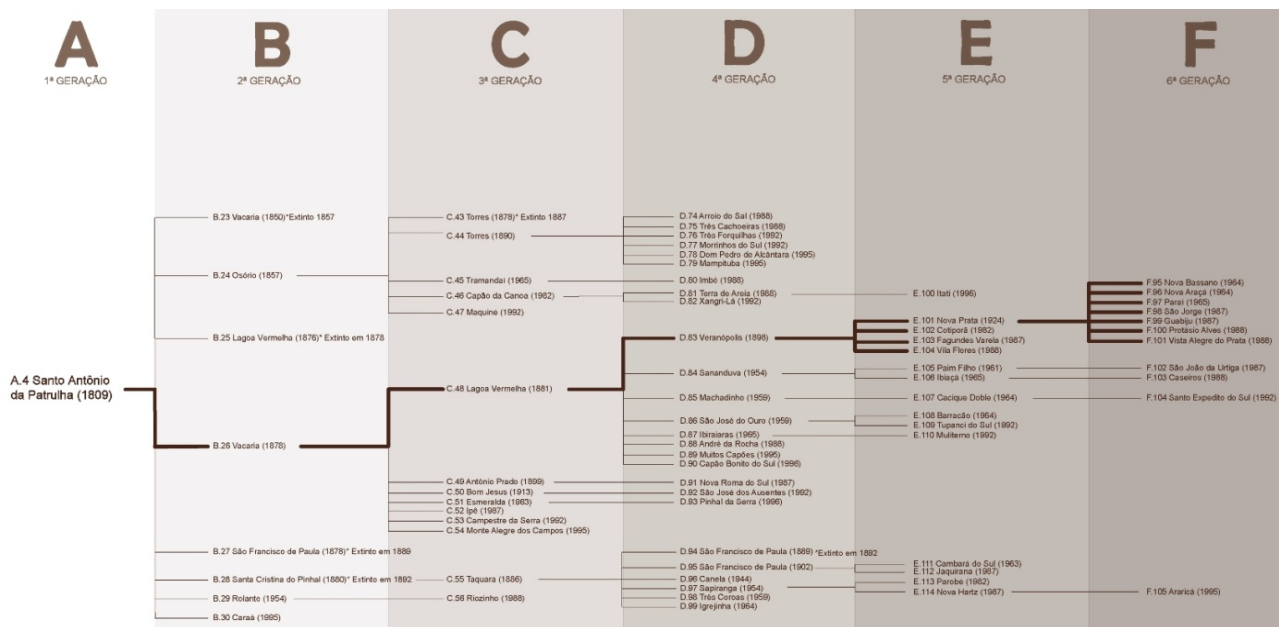 A
1ª GERAÇÃO
B
2ª GERAÇÃO
C
3ª GERAÇÃO
D
4ª GERAÇÃO
E
5ª GERAÇÃO
F
6ª GERAÇÃO
A.4 Santo Antônio
da Patrulha (1809)
B.23 Vacaria (1850)*Extinto 1857
B.24 Osório (1857)
B.25 Lagoa Vermelha (1876)* Extinto em 1878
B.26 Vacaria (1878)
B.27 São Francisco de Paula (1878)* Extinto em 1889
B.28 Santa Cristina do Pinhal (1880)* Extinto em 1892
B.29 Rolante (1954)
B.30 Caraá (1995)
C.43 Torres (1878)* Extinto 1887
C.44 Torres (1890)
C.45 Tramandaí (1965)
C.46 Capão da Canoa (1982)
C.47 Maquiné (1992)
C.48 Lagoa Vermelha (1881)
C.49 Antônio Prado (1899)
C.50 Bom Jesus (1913)
C.51 Esmeralda (1963)
C.52 Ipê (1987)
C.53 Campestre da Serra (1992)
C.54 Monte Alegre dos Campos (1995)
C.55 Taquara (1886)
C.56 Riozinho (1988)
D.74 Arroio do Sal (1988)
D.75 Três Cachoeiras (1988)
D.76 Três Forquilhas (1992)
D.77 Morrinhos do Sul (1992)
D.78 Dom Pedro de Alcântara (1995)
D.79 Mampituba (1995)
D.80 Imbé (1988)
D.81 Terra de Areia (1988)
D.82 Xangri-Lá (1992)
D.83 Veranópolis (1898)
D.84 Sananduva (1954)
D.85 Machadinho (1959)
D.86 São José do Ouro (1959)
D.87 Ibiraiaras (1965)
D.88 André da Rocha (1988)
D.89 Muitos Capões (1995)
D.90 Capão Bonito do Sul (1996)
D.91 Nova Roma do Sul (1987)
D.92 São José dos Ausentes (1992)
D.93 Pinhal da Serra (1996)
D.94 São Francisco de Paula (1889) *Extinto em 1892
D.95 São Francisco de Paula (1902)
D.96 Canela (1944)
D.97 Sapiranga (1954)
D.98 Três Coroas (1959)
D.99 Igrejinha (1964)
E.100 Itati (1996)
E.101 Nova Prata (1924)
E.102 Cotiporã (1982)
E.103 Fagundes Varela (1987)
E.104 Vila Flores (1988)
E.105 Paim Filho (1961)
E.106 Ibiaçá (1965)
E.107 Cacique Doble (1964)
E.108 Barracão (1964)
E.109 Tupanci do Sul (1992)
E.110 Muliterno (1992)
E.111 Cambará do Sul (1963)
E.112 Jaquirana (1987)
E.113 Parobé (1982)
E.114 Nova Hartz (1987)
F.95 Nova Bassano (1964)
F.96 Nova Araçá (1964)
F.97 Paraí (1965)
F.98 São Jorge (1987)
F.99 Guabiju (1987)
F.100 Protásio Alves (1988)
F.101 Vista Alegre do Prata (1988)
F.102 São João da Urtiga (1987)
F.103 Caseiros (1988)
F.104 Santo Expedito do Sul (1992)
F.105 Araricá (1995)